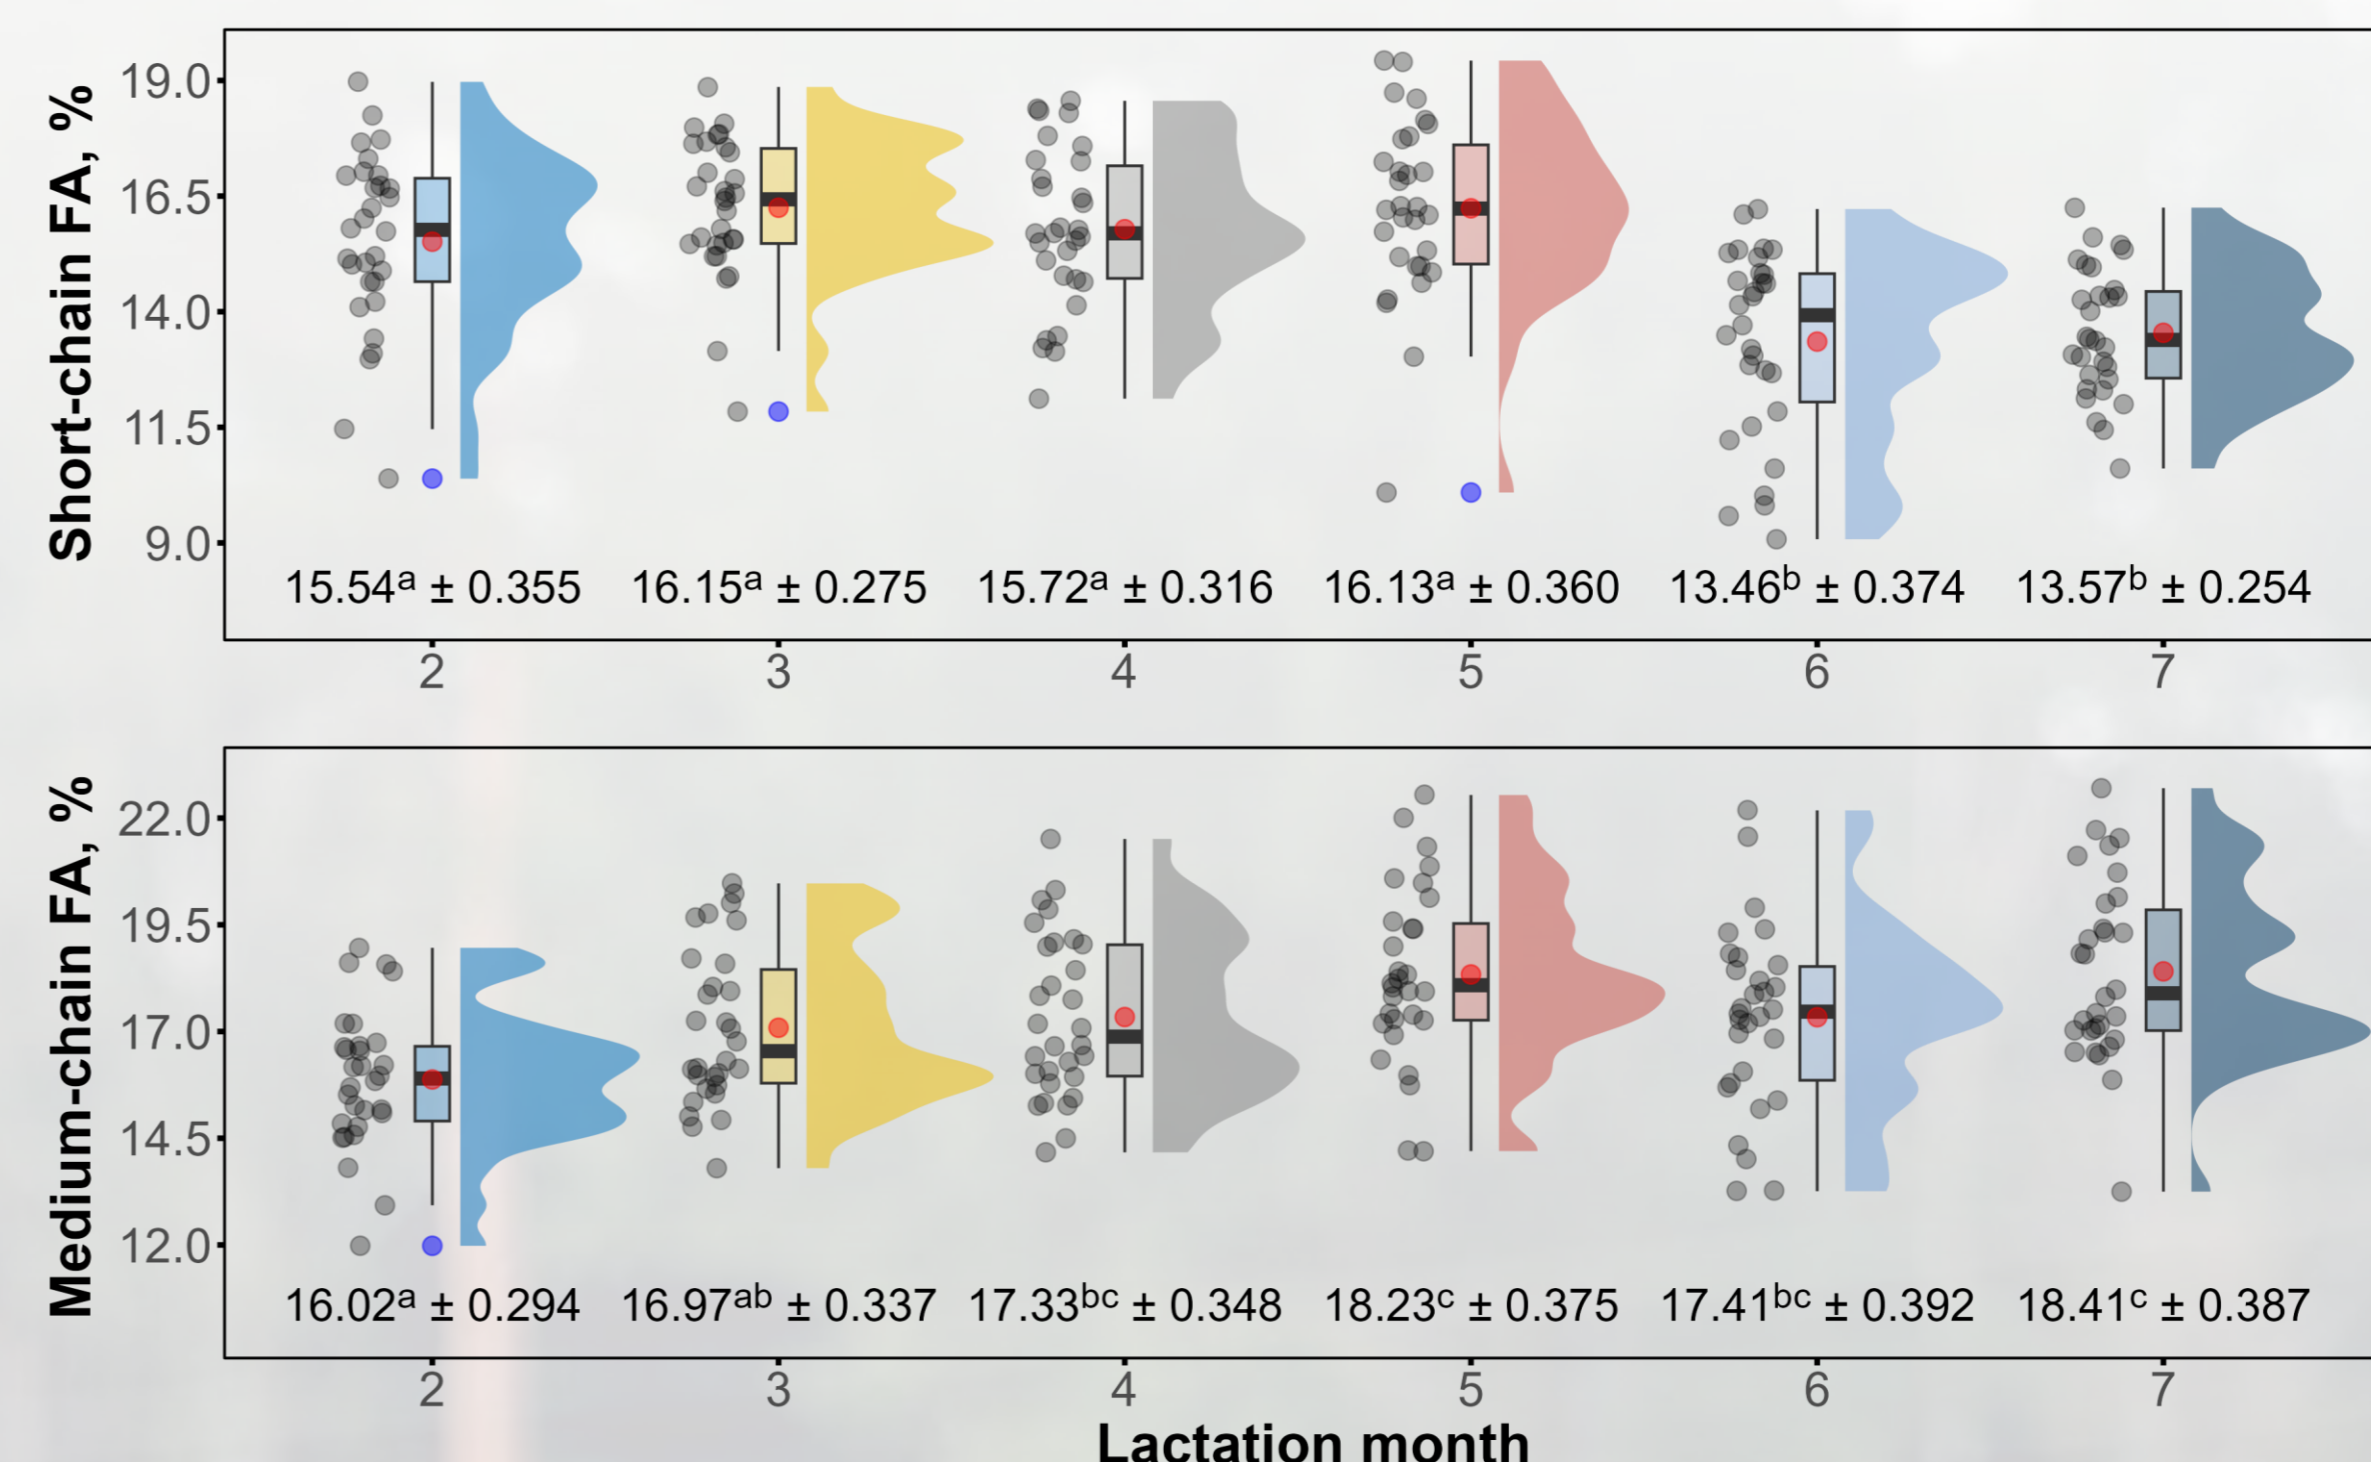 Short-chain FA, %
19.0
16.5
14.0
11.5
9.0
15.54ᵃ ± 0.355 16.15ᵃ ± 0.275 15.72ᵃ ± 0.316 16.13ᵃ ± 0.360 13.46ᵇ ± 0.374 13.57ᵇ ± 0.254
2 3 4 5 6 7
Medium-chain FA, %
22.0
19.5
17.0
14.5
12.0
16.02ᵃ ± 0.294 16.97ᵃᵇ ± 0.337 17.33ᵇᶜ ± 0.348 18.23ᶜ ± 0.375 17.41ᵇᶜ ± 0.392 18.41ᶜ ± 0.387
2 3 4 5 6 7
Lactation month